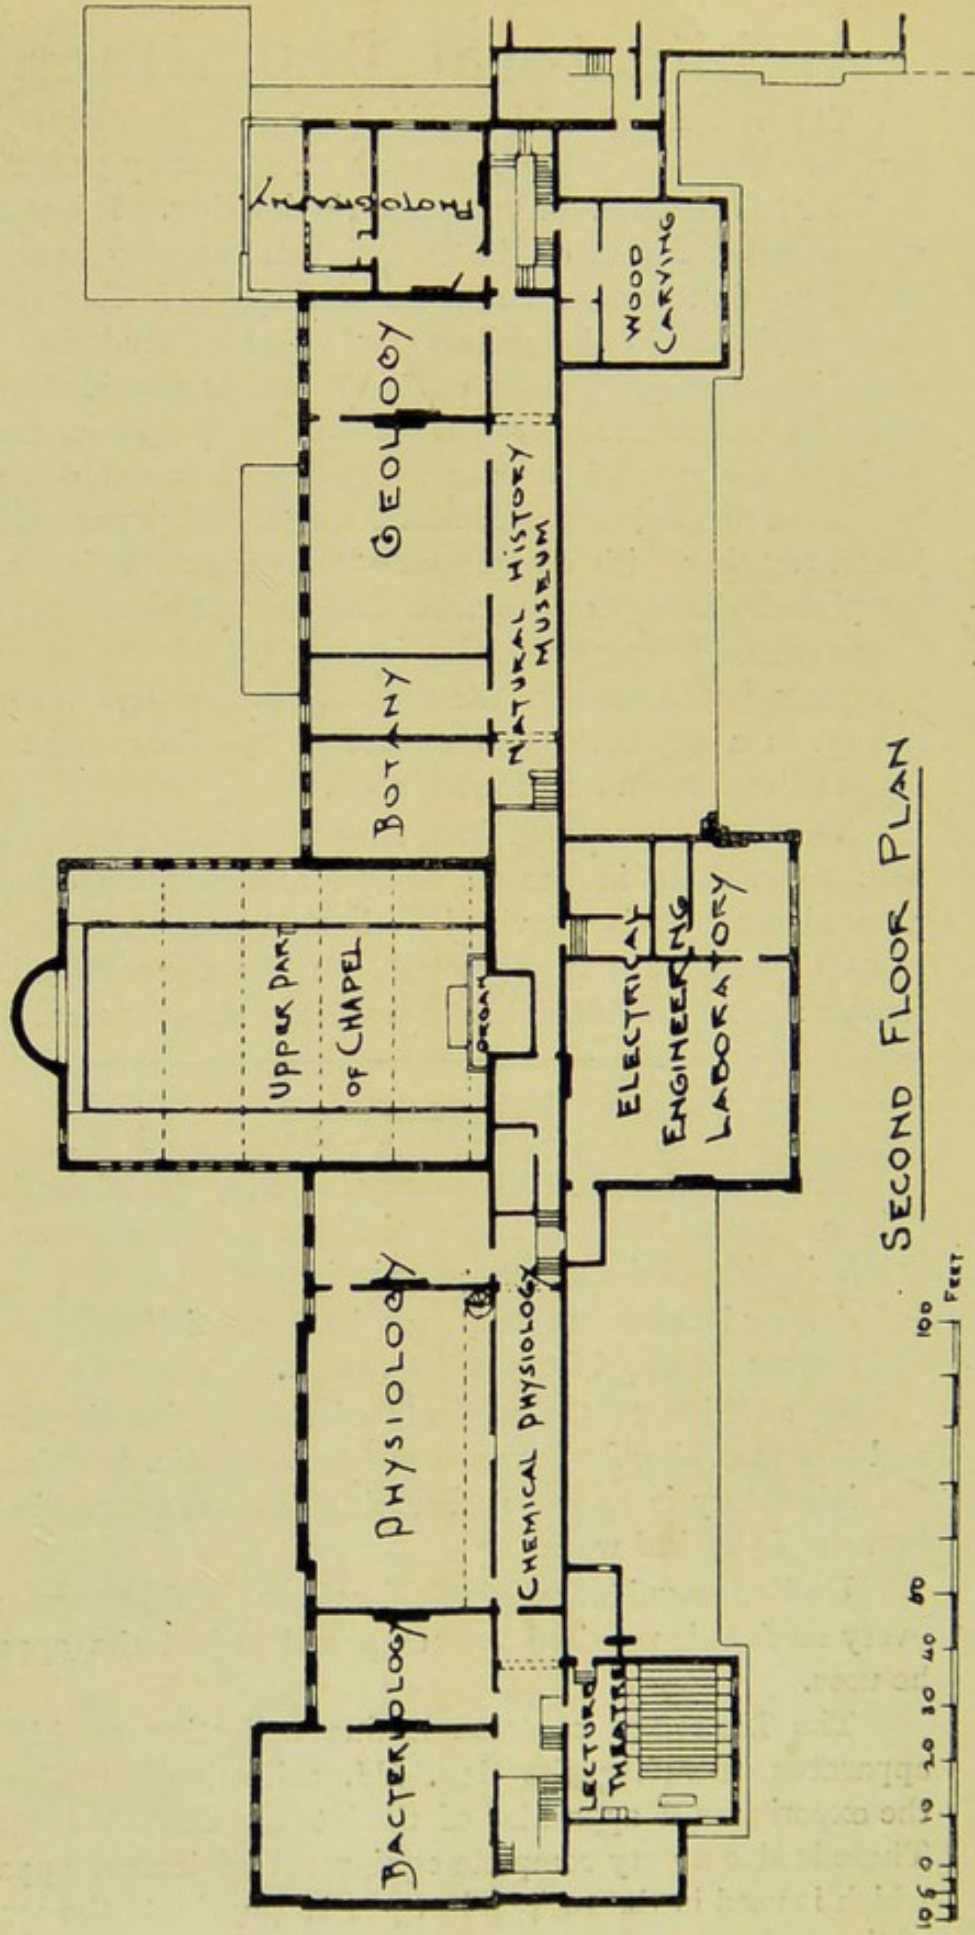 PHOTOGRAPHY
WOOD
CARVING
GEOLOGY
NATURAL HISTORY
MUSEUM
BOTANY
UPPER PART
OF CHAPEL
ORGAN
ELECTRICAL
ENGINEERING
LABORATORY
PHYSIOLOGY
CHEMICAL PHYSIOLOGY
BACTERIOLOGY
LECTURE
THEATRE
SECOND FLOOR PLAN
10 5 0 10 20 30 40 50 100
FEET